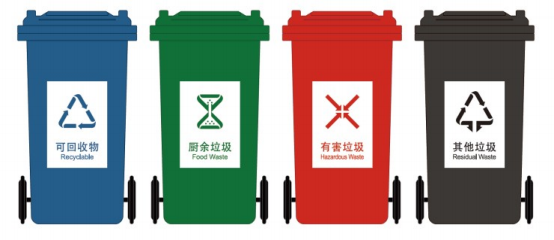 可回收物
Recyclable
厨余垃圾
Food Waste
有害垃圾
Hazardous Waste
其他垃圾
Residual Waste